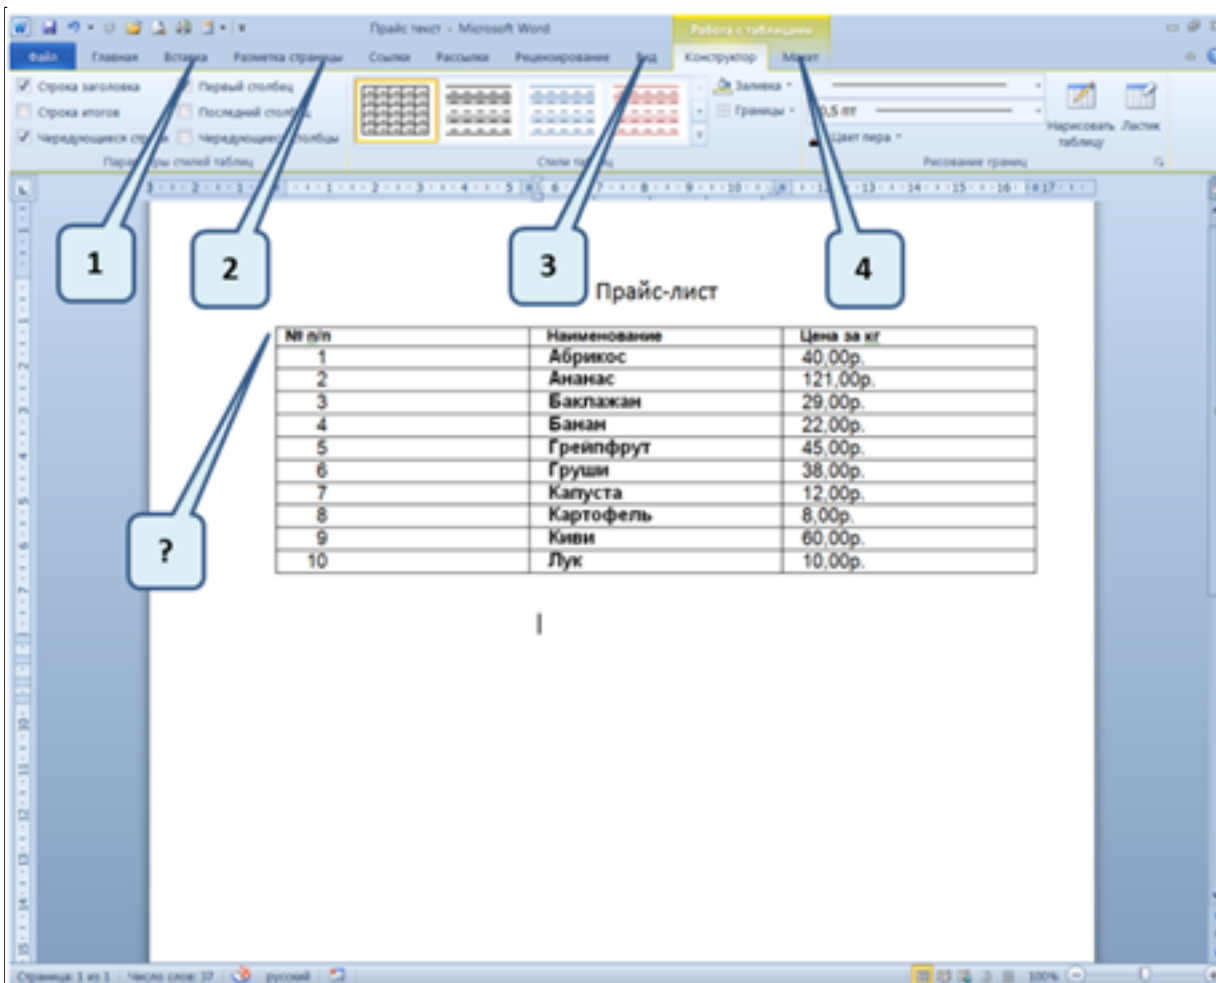 Прайс текст - Microsoft Word
Работа с таблицами
Файл Главная Вставка Разметка страницы Ссылки Рассылки Рецензирование Вид Конструктор Макет
Строка заголовка Первый столбец Заливка
Строка итогов Последний Границы 0,5 пт
Чередующиеся Чередующиеся Цвет пера
Нарисовать таблицу Ластик
Параметры стилей таблиц Стили Рисование границ
1
2
3
4
Прайс-лист
№ п/п Наименование Цена за кг
1 Абрикос 40,00р.
2 Ананас 121,00р.
3 Баклажан 29,00р.
4 Банан 22,00р.
5 Грейпфрут 45,00р.
6 Груши 38,00р.
7 Капуста 12,00р.
8 Картофель 8,00р.
9 Киви 60,00р.
10 Лук 10,00р.
?
Страница: 1 из 1 Число слов: 37 русский 100%